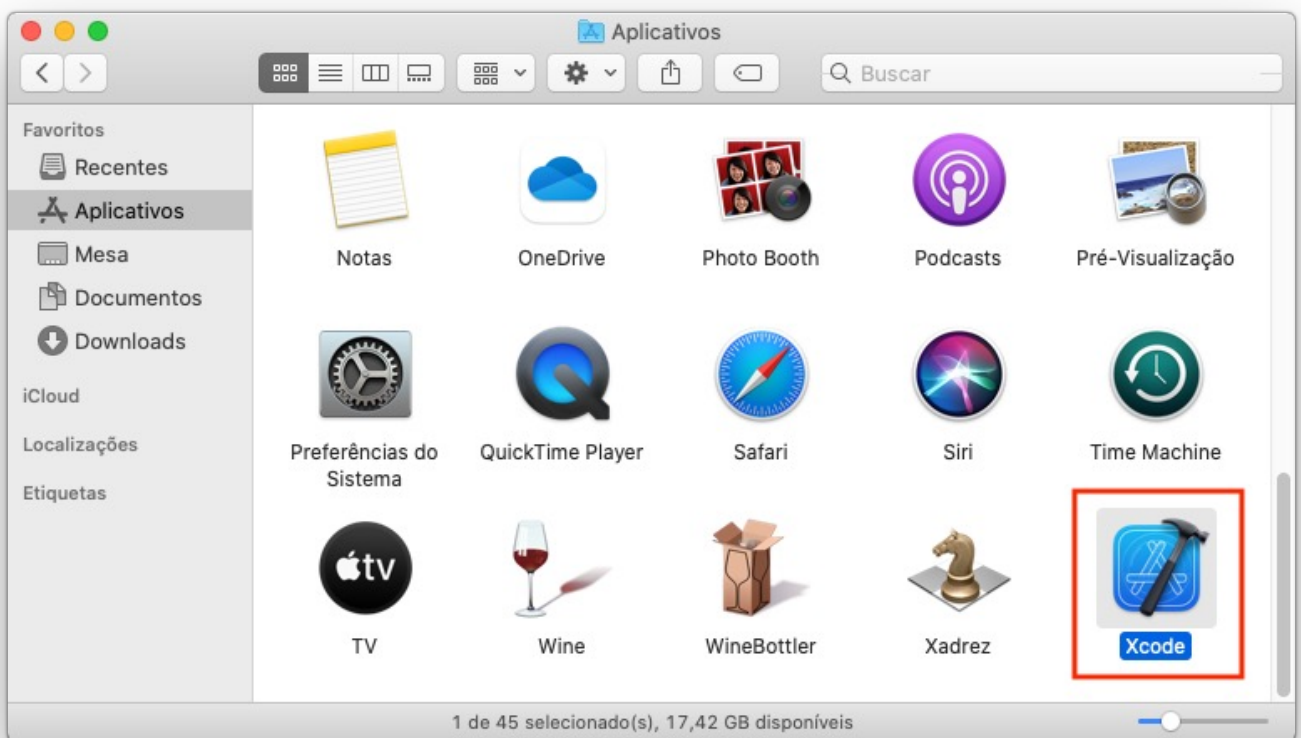 Aplicativos
Buscar
Favoritos
Recentes
Aplicativos
Mesa
Documentos
Downloads
iCloud
Localizações
Etiquetas
Notas
OneDrive
Photo Booth
Podcasts
Pré-Visualização
Preferências do
Sistema
QuickTime Player
Safari
Siri
Time Machine
tv
TV
Wine
WineBottler
Xadrez
Xcode
1 de 45 selecionado(s), 17,42 GB disponíveis